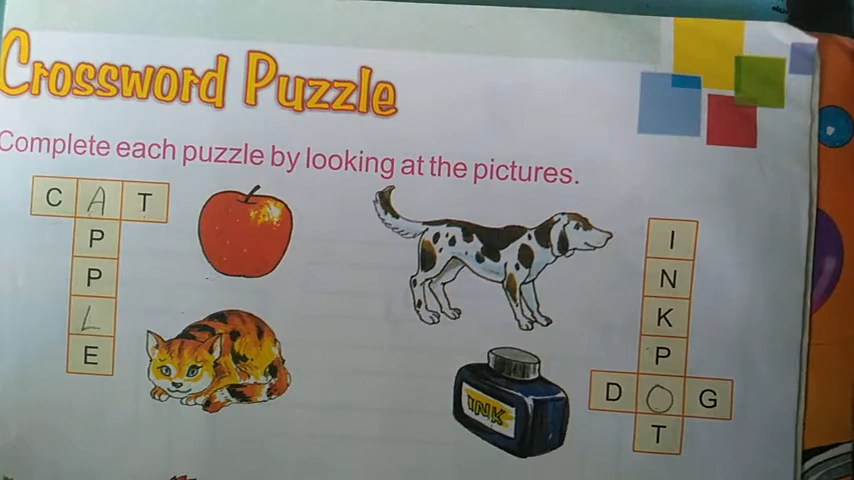 Crossword Puzzle
Complete each puzzle by looking at the pictures.
C A T
P
P
L
E
I
N
K
P
D O G
T
INK